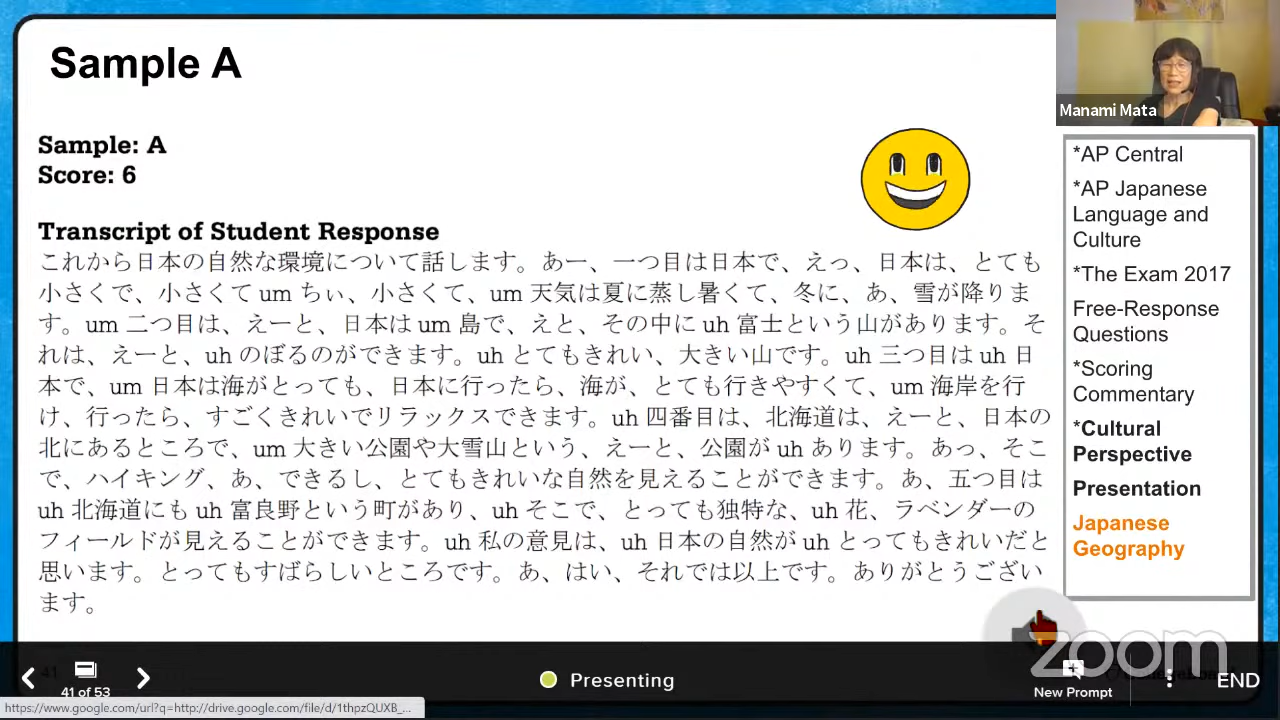 Sample A
Sample: A
Score: 6
Transcript of Student Response
これから日本の自然な環境について話します。あー、一つ目は日本で、えっ、日本は、とても
小さくで、小さくて um ちぃ、小さくて、um 天気は夏に蒸し暑くて、冬に、あ、雪が降りま
す。um 二つ目は、えーと、日本は um 島で、えと、その中に uh 富士という山があります。そ
れは、えーと、uh のぼるのができます。uh とてもきれい、大きい山です。uh 三つ目は uh 日
本で、um 日本は海がとっても、日本に行ったら、海が、とても行きやすくて、um 海岸を行
け、行ったら、すごくきれいでリラックスできます。uh 四番目は、北海道は、えーと、日本の
北にあるところで、um 大きい公園や大雪山という、えーと、公園が uh あります。あっ、そこ
で、ハイキング、あ、できるし、とてもきれいな自然を見えることができます。あ、五つ目は
uh 北海道にも uh 富良野という町があり、uh そこで、とっても独特な、uh 花、ラベンダーの
フィールドが見えることができます。uh 私の意見は、uh 日本の自然が uh とってもきれいだと
思います。とってもすばらしいところです。あ、はい、それでは以上です。ありがとうござい
ます。
Manami Mata
*AP Central
*AP Japanese
Language and
Culture
*The Exam 2017
Free-Response
Questions
*Scoring
Commentary
*Cultural
Perspective
Presentation
Japanese
Geography
zoom
41 of 53
Presenting
New Prompt
END
https://www.google.com/url?q=http://drive.google.com/file/d/1thpzQUXB_...